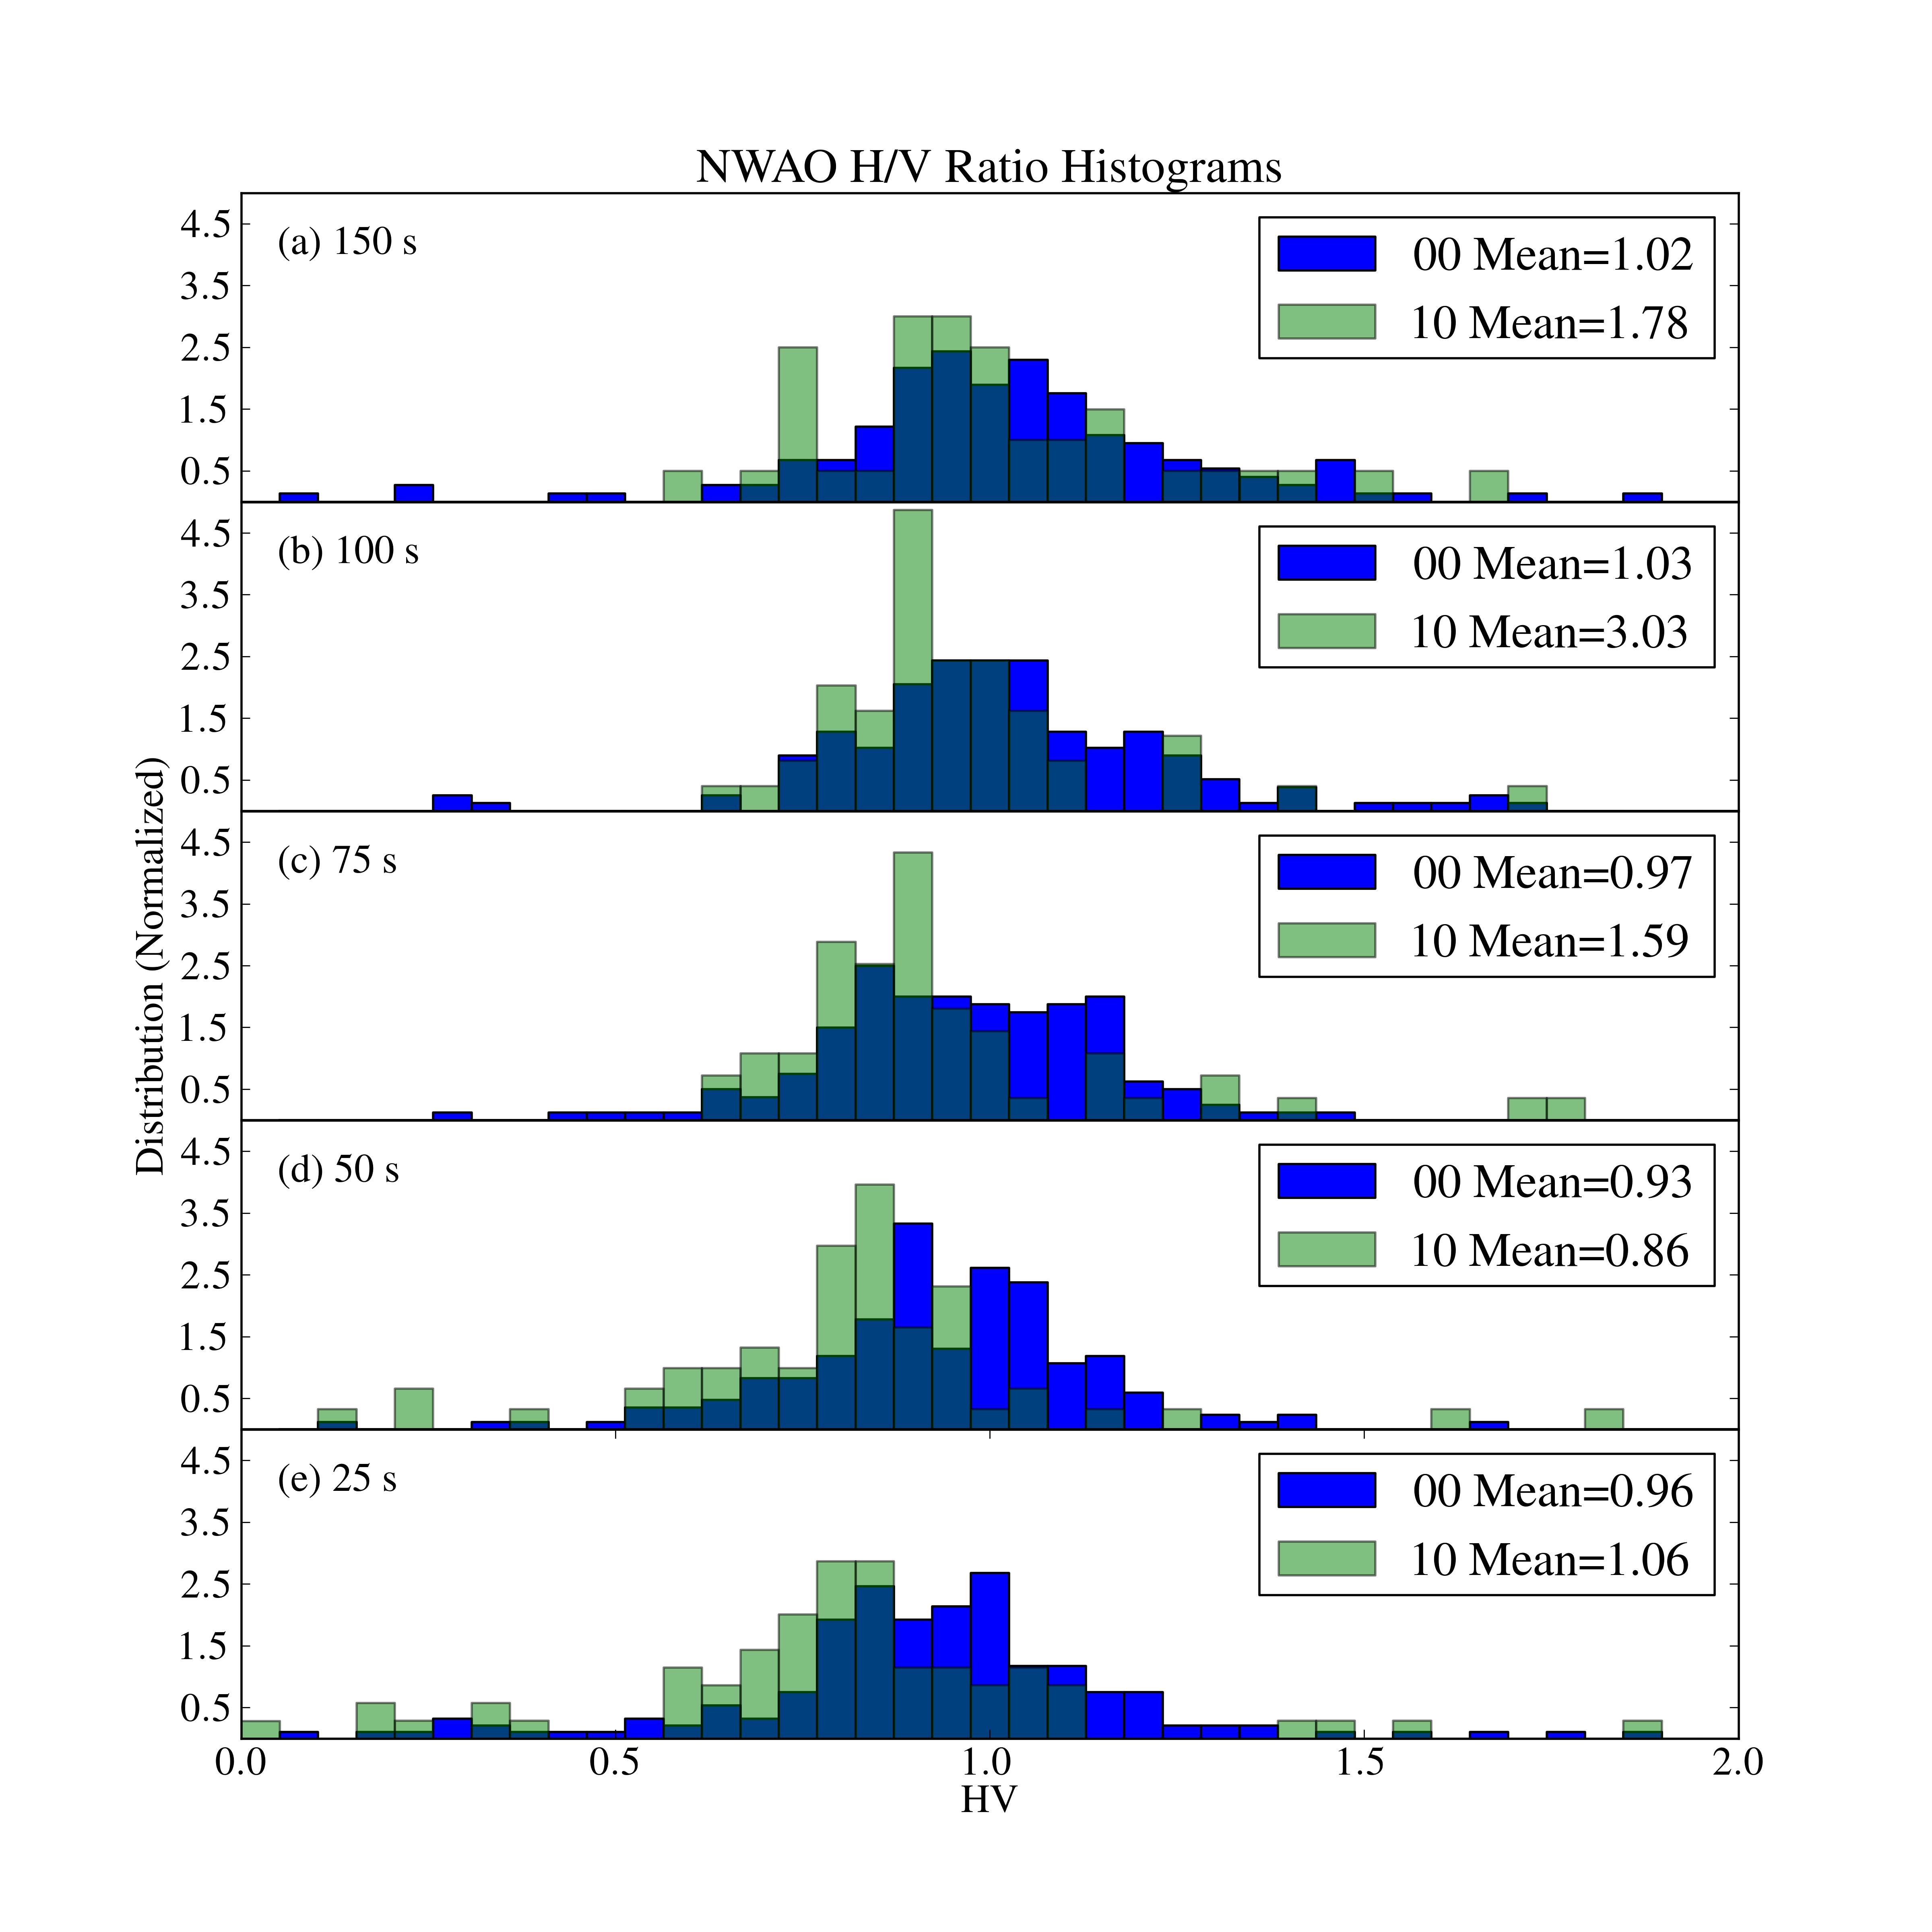 NWAO H/V Ratio Histograms
Distribution (Normalized)
(a) 150 s
4.5
3.5
2.5
1.5
0.5
00 Mean=1.02
10 Mean=1.78
(b) 100 s
4.5
3.5
2.5
1.5
0.5
00 Mean=1.03
10 Mean=3.03
(c) 75 s
4.5
3.5
2.5
1.5
0.5
00 Mean=0.97
10 Mean=1.59
(d) 50 s
4.5
3.5
2.5
1.5
0.5
00 Mean=0.93
10 Mean=0.86
(e) 25 s
4.5
3.5
2.5
1.5
0.5
00 Mean=0.96
10 Mean=1.06
0.0 0.5 1.0 1.5 2.0
HV